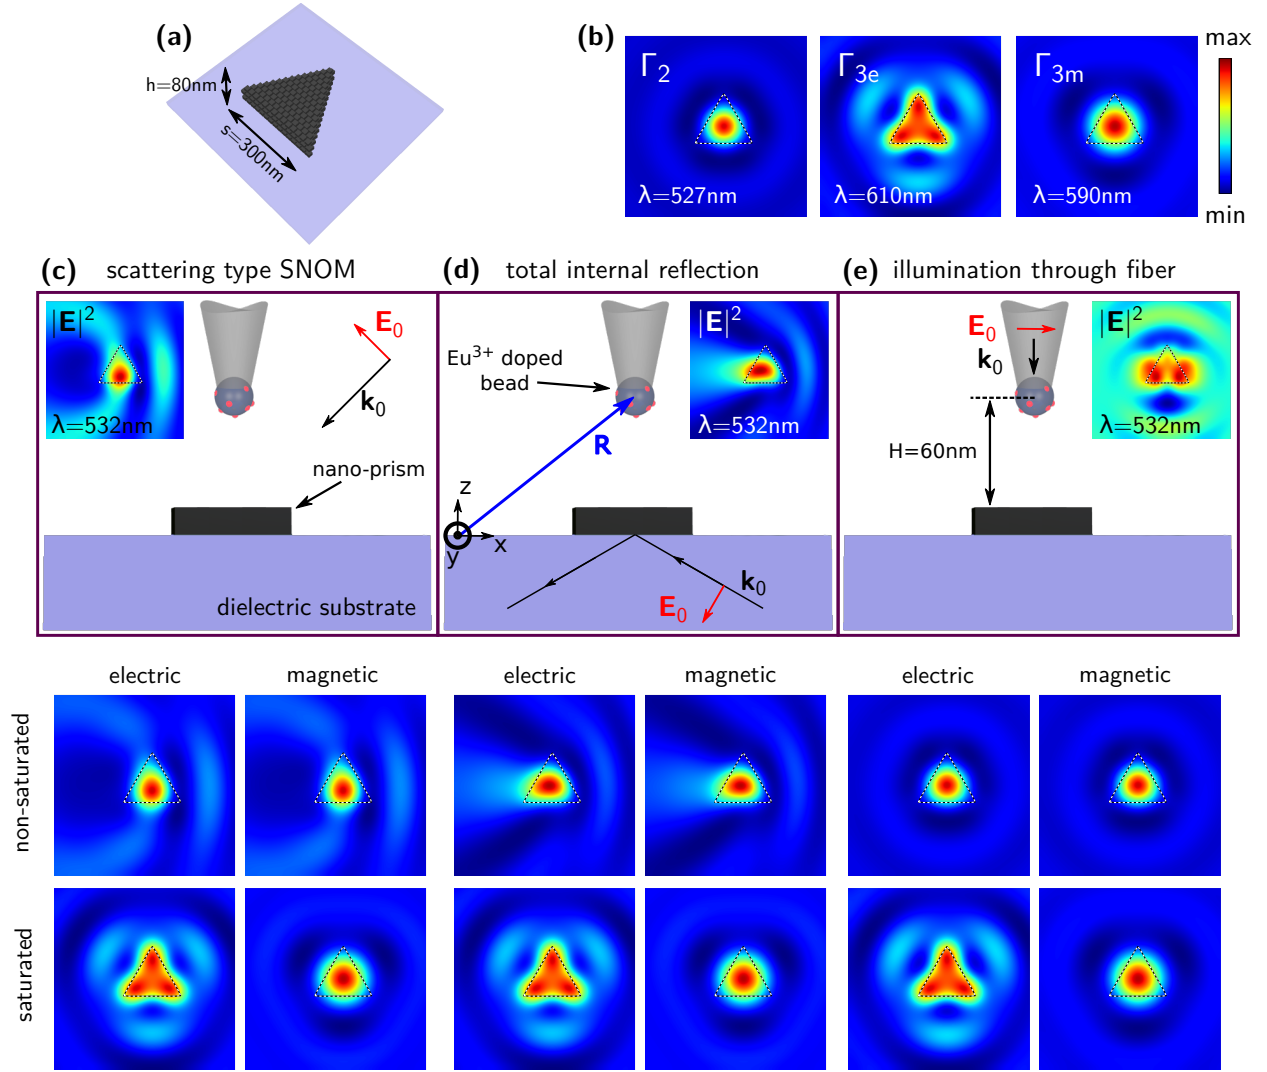 (a)
h=80nm
s=300nm
(b)
Γ2
λ=527nm
Γ3e
λ=610nm
Γ3m
λ=590nm
max
min
(c) scattering type SNOM
|E|²
λ=532nm
E0
k0
nano-prism
dielectric substrate
(d) total internal reflection
Eu³⁺ doped
bead
|E|²
λ=532nm
R
z
x
y
k0
E0
(e) illumination through fiber
E0
k0
|E|²
λ=532nm
H=60nm
electric magnetic electric magnetic electric magnetic
non-saturated
saturated